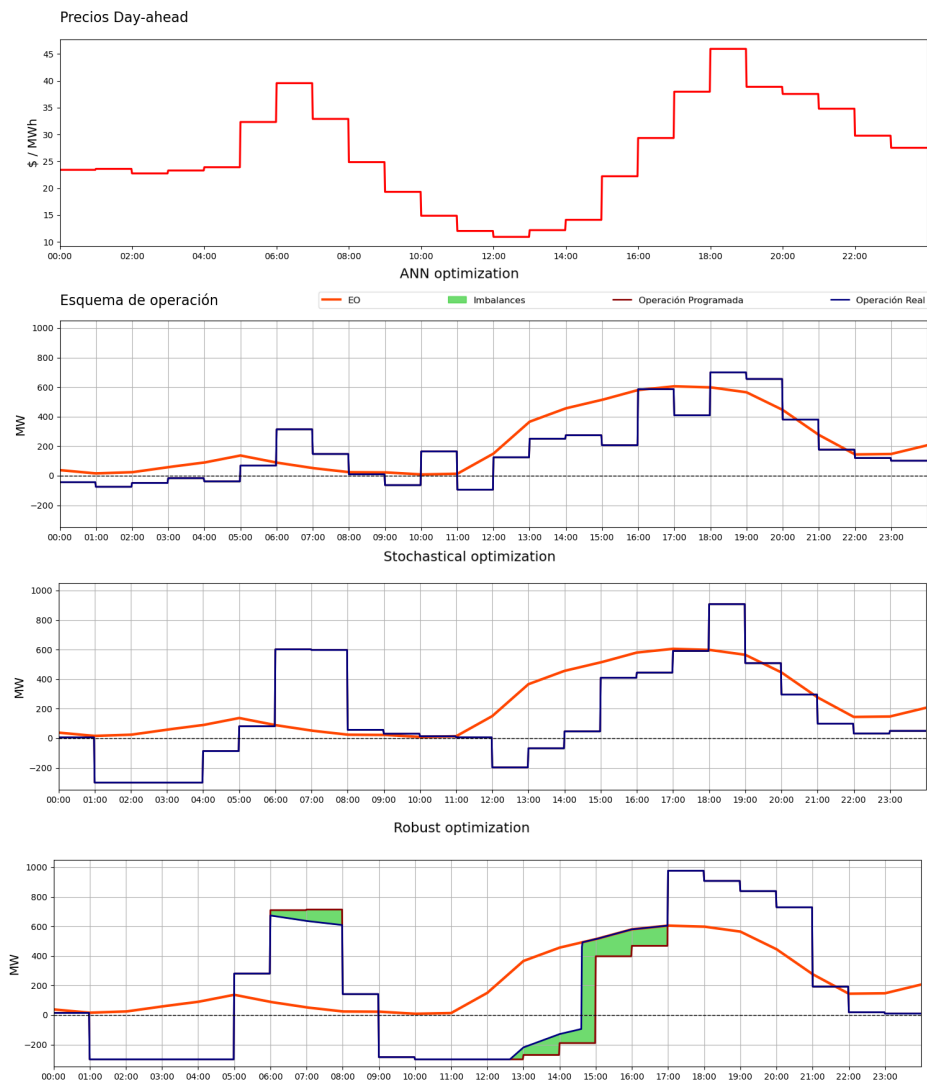 Precios Day-ahead
45
40
35
30
25
20
15
10
$ / MWh
00:00 02:00 04:00 06:00 08:00 10:00 12:00 14:00 16:00 18:00 20:00 22:00
ANN optimization
Esquema de operación
EO Imbalances Operación Programada Operación Real
1000
800
600
400
200
0
−200
MW
00:00 01:00 02:00 03:00 04:00 05:00 06:00 07:00 08:00 09:00 10:00 11:00 12:00 13:00 14:00 15:00 16:00 17:00 18:00 19:00 20:00 21:00 22:00 23:00
Stochastical optimization
1000
800
600
400
200
0
−200
MW
00:00 01:00 02:00 03:00 04:00 05:00 06:00 07:00 08:00 09:00 10:00 11:00 12:00 13:00 14:00 15:00 16:00 17:00 18:00 19:00 20:00 21:00 22:00 23:00
Robust optimization
1000
800
600
400
200
0
−200
MW
00:00 01:00 02:00 03:00 04:00 05:00 06:00 07:00 08:00 09:00 10:00 11:00 12:00 13:00 14:00 15:00 16:00 17:00 18:00 19:00 20:00 21:00 22:00 23:00